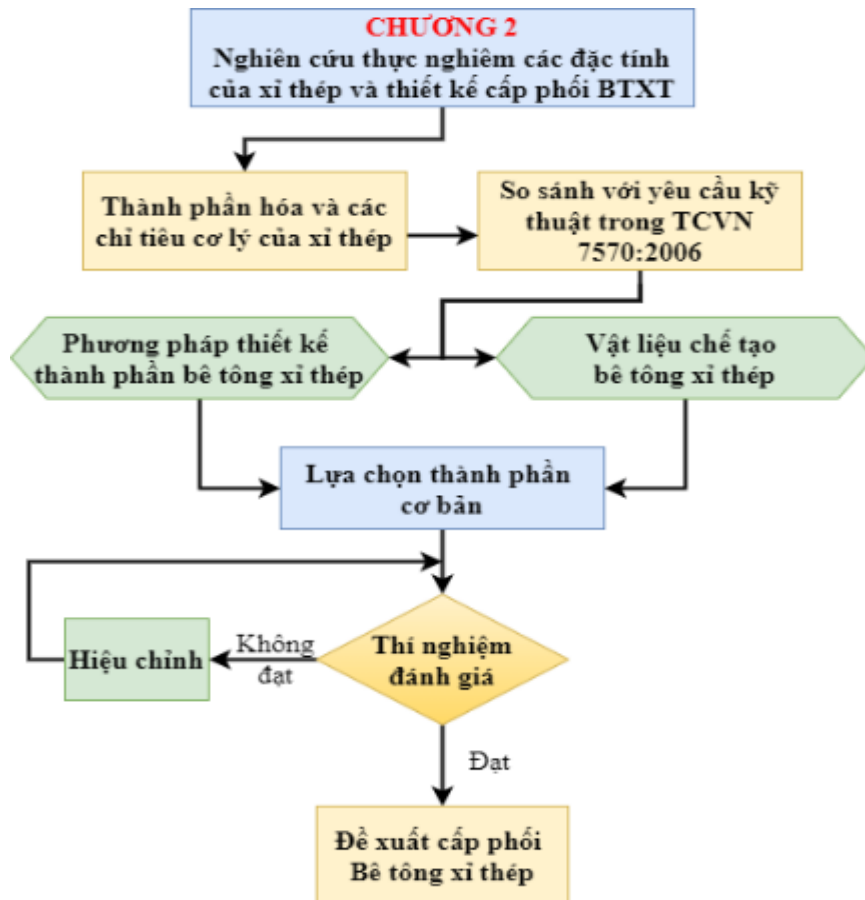 CHƯƠNG 2
Nghiên cứu thực nghiệm các đặc tính
của xỉ thép và thiết kế cấp phối BTXT
Thành phần hóa và các
chỉ tiêu cơ lý của xỉ thép
So sánh với yêu cầu kỹ
thuật trong TCVN
7570:2006
Phương pháp thiết kế
thành phần bê tông xỉ thép
Vật liệu chế tạo
bê tông xỉ thép
Lựa chọn thành phần
cơ bản
Thí nghiệm
đánh giá
Không
đạt
Hiệu chỉnh
Đạt
Đề xuất cấp phối
Bê tông xỉ thép